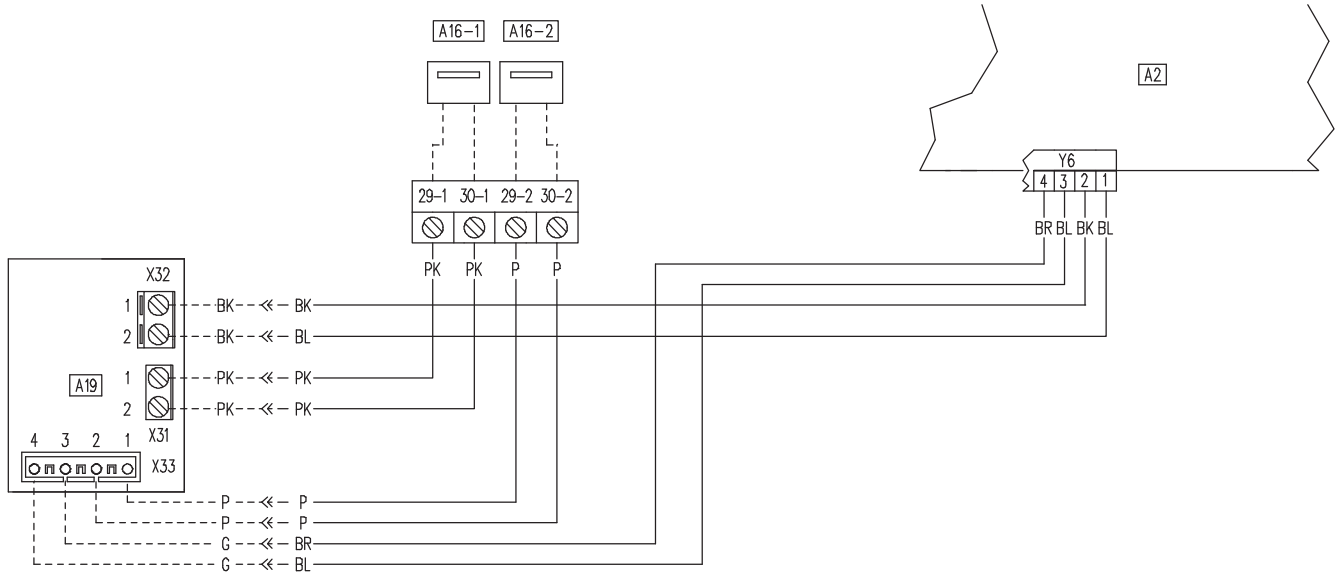 A16-1 A16-2
A2
Y6
4 3 2 1
29-1 30-1 29-2 30-2
BR BL BK BL
PK PK P P
X32
1 BK BK
2 BK BL
A19
1 PK PK
2 PK PK
X31
4 3 2 1
X33
P P
P P
G BR
G BL